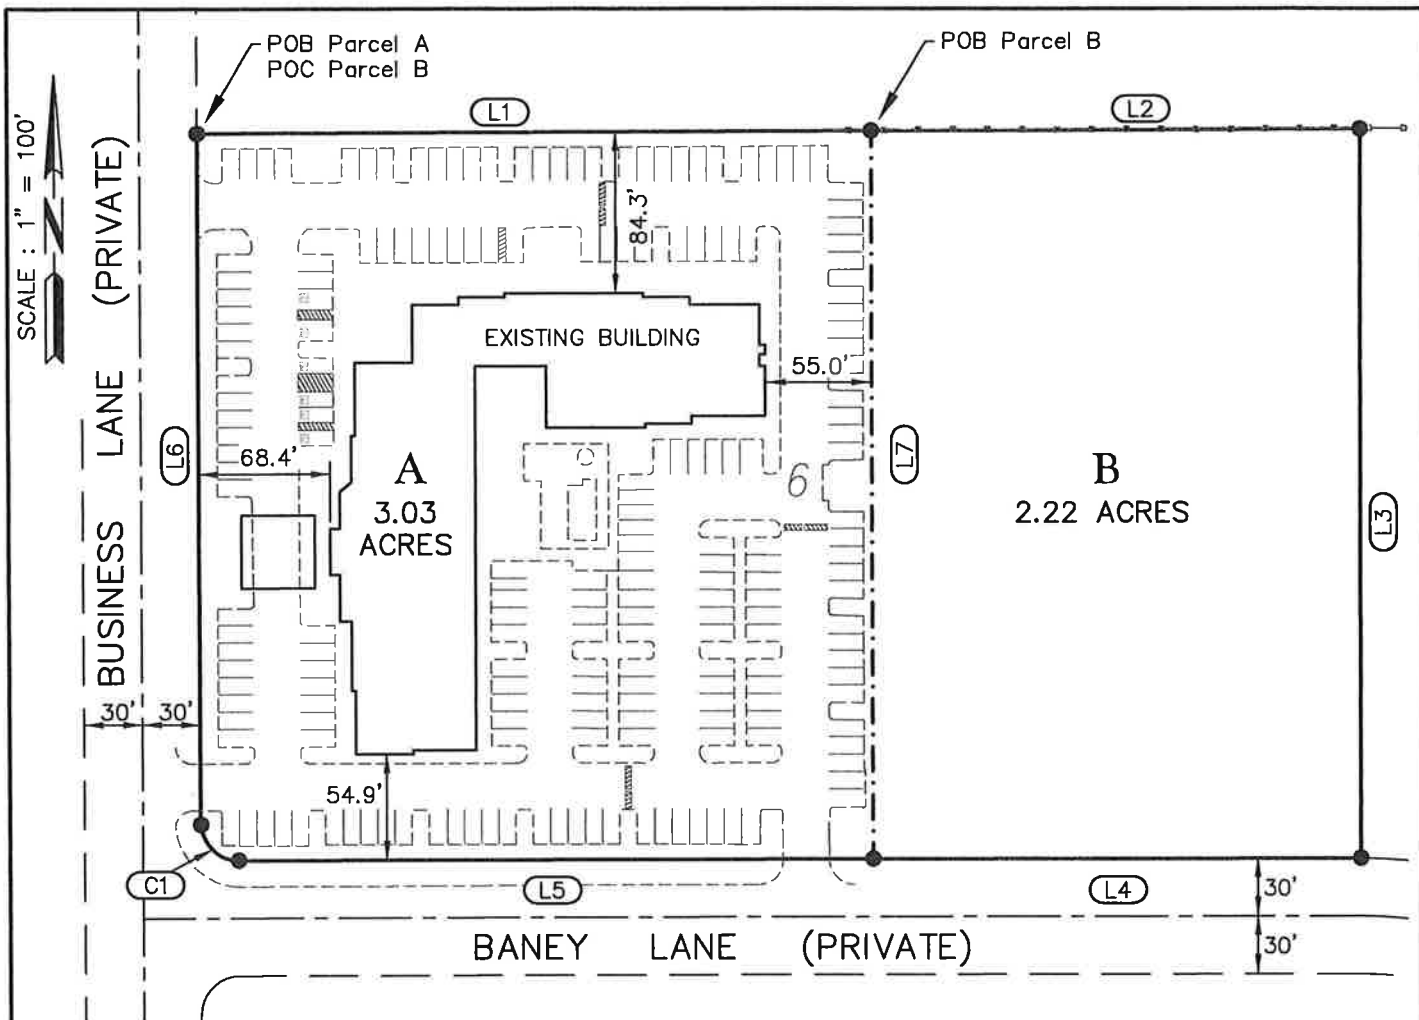 POB Parcel A
POC Parcel B
POB Parcel B
L1
L2
SCALE : 1" = 100'
N
BUSINESS LANE (PRIVATE)
84.3'
EXISTING BUILDING
55.0'
L6
68.4'
A
3.03
ACRES
6
L7
B
2.22 ACRES
L3
30'
30'
54.9'
C1
L5
L4
30'
BANEY LANE (PRIVATE)
30'